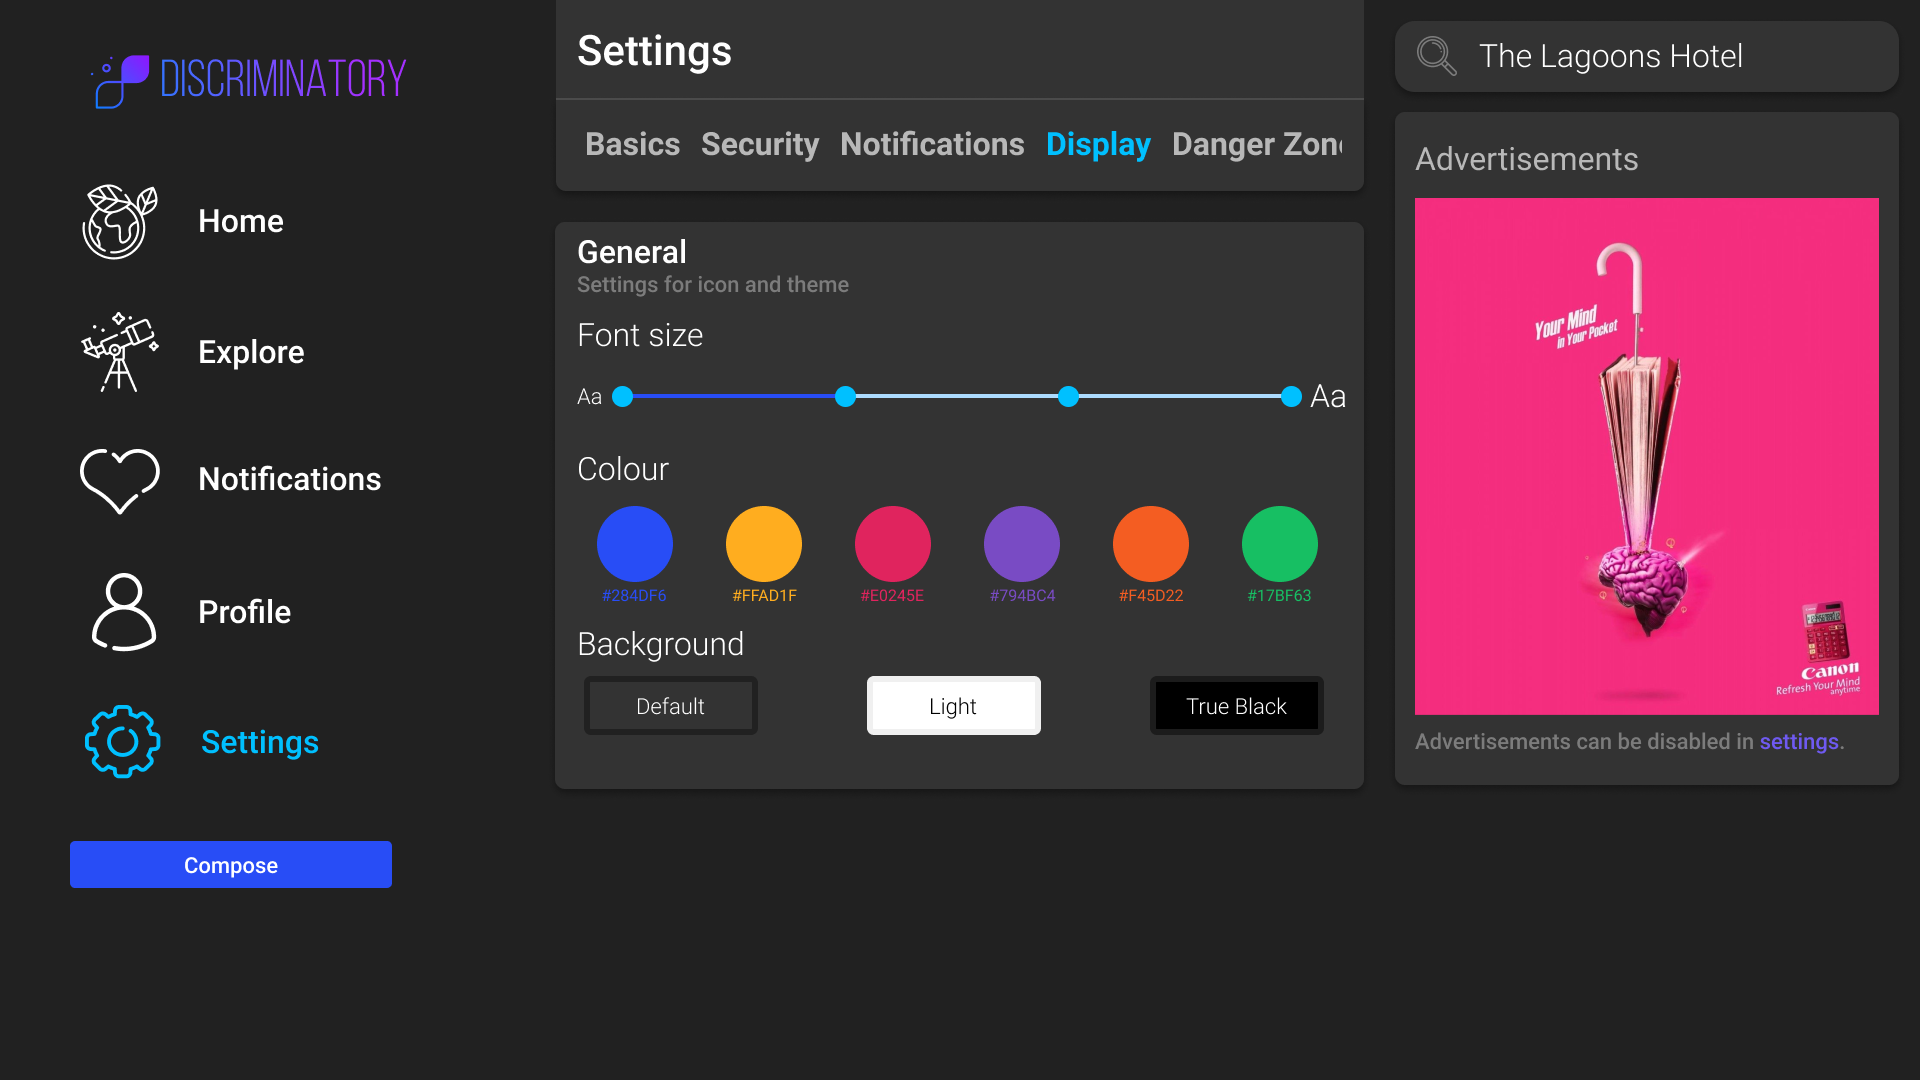 DISCRIMINATORY
Home
Explore
Notifications
Profile
Settings
Compose
Settings
Basics Security Notifications Display Danger Zon
General
Settings for icon and theme
Font size
Aa Aa
Colour
#284DF6 #FFAD1F #E0245E #794BC4 #F45D22 #17BF63
Background
Default Light True Black
The Lagoons Hotel
Advertisements
Your Mind
in Your Pocket
Canon
Refresh Your Mind
anytime
Advertisements can be disabled in settings.